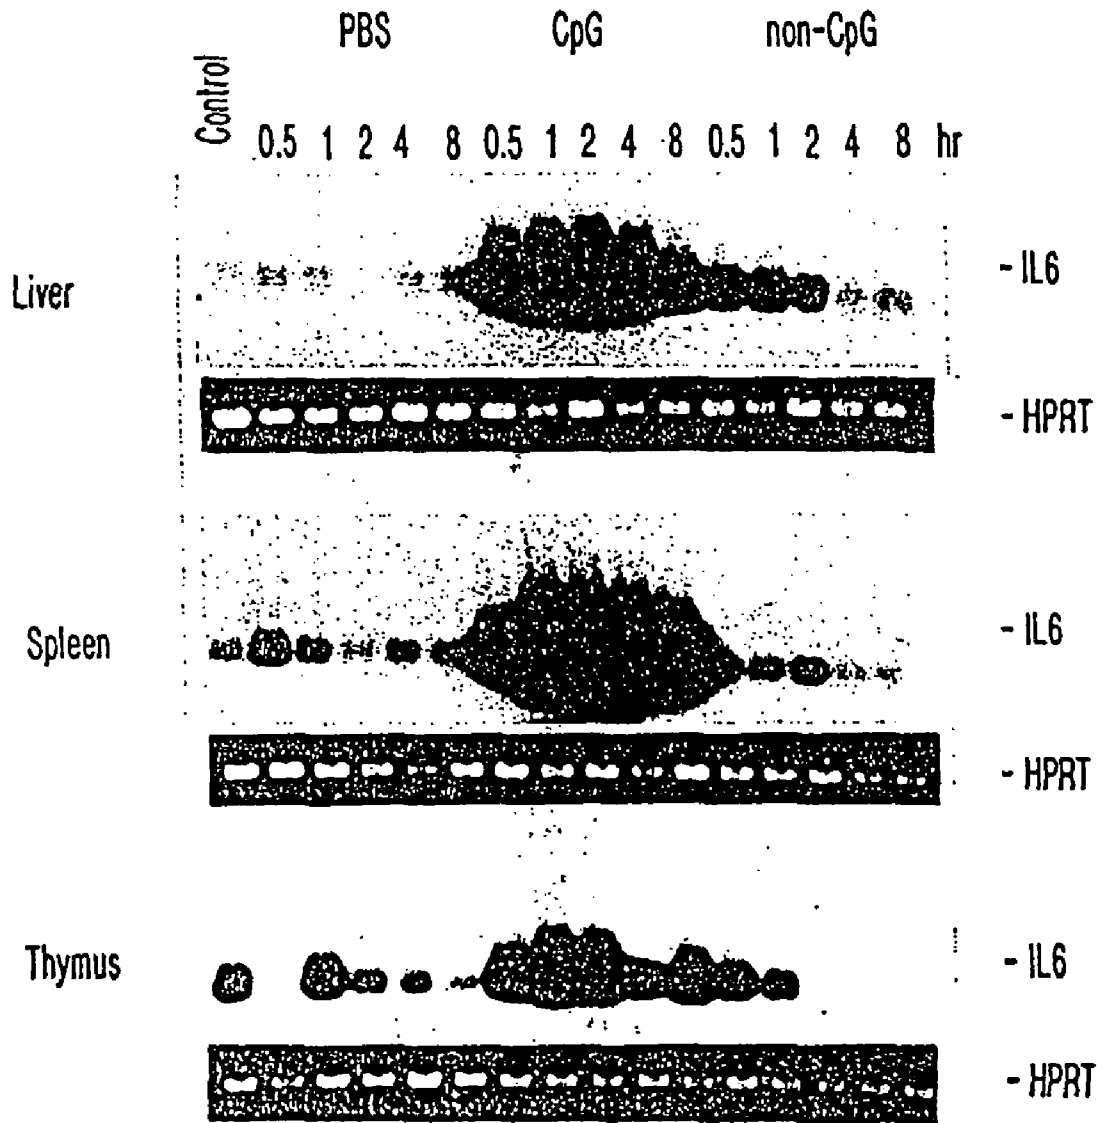 PBS CpG non-CpG
Control
0.5 1 2 4 8 0.5 1 2 4 8 0.5 1 2 4 8 hr
Liver
- IL6
- HPRT
Spleen
- IL6
- HPRT
Thymus
- IL6
- HPRT